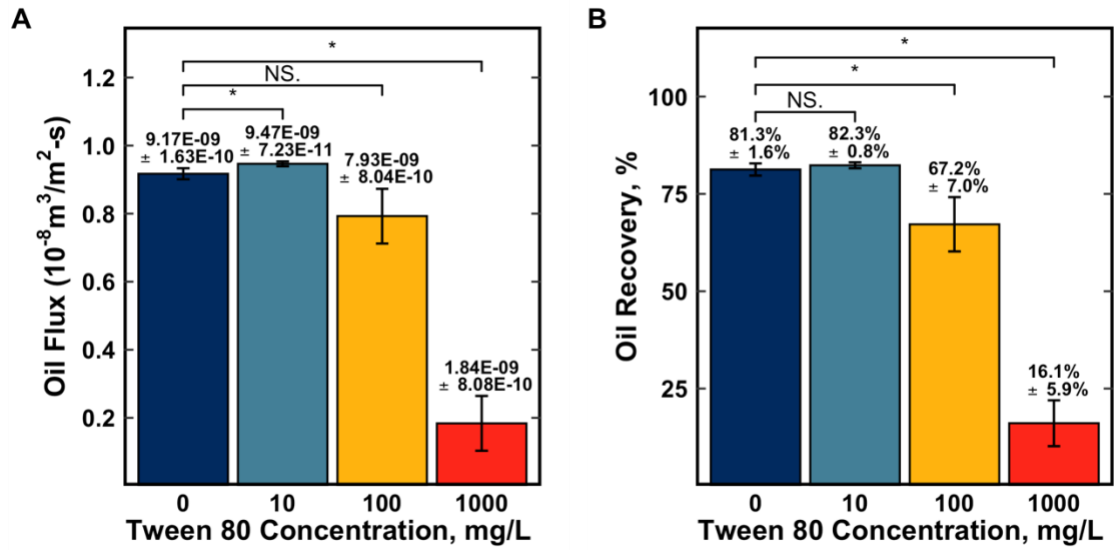 A
Oil Flux (10⁻⁸m³/m²-s)
1.2
1.0
0.8
0.6
0.4
0.2
*
NS.
*
9.17E-09
± 1.63E-10
9.47E-09
± 7.23E-11
7.93E-09
± 8.04E-10
1.84E-09
± 8.08E-10
0 10 100 1000
Tween 80 Concentration, mg/L
B
Oil Recovery, %
100
75
50
25
*
*
NS.
81.3%
± 1.6%
82.3%
± 0.8%
67.2%
± 7.0%
16.1%
± 5.9%
0 10 100 1000
Tween 80 Concentration, mg/L